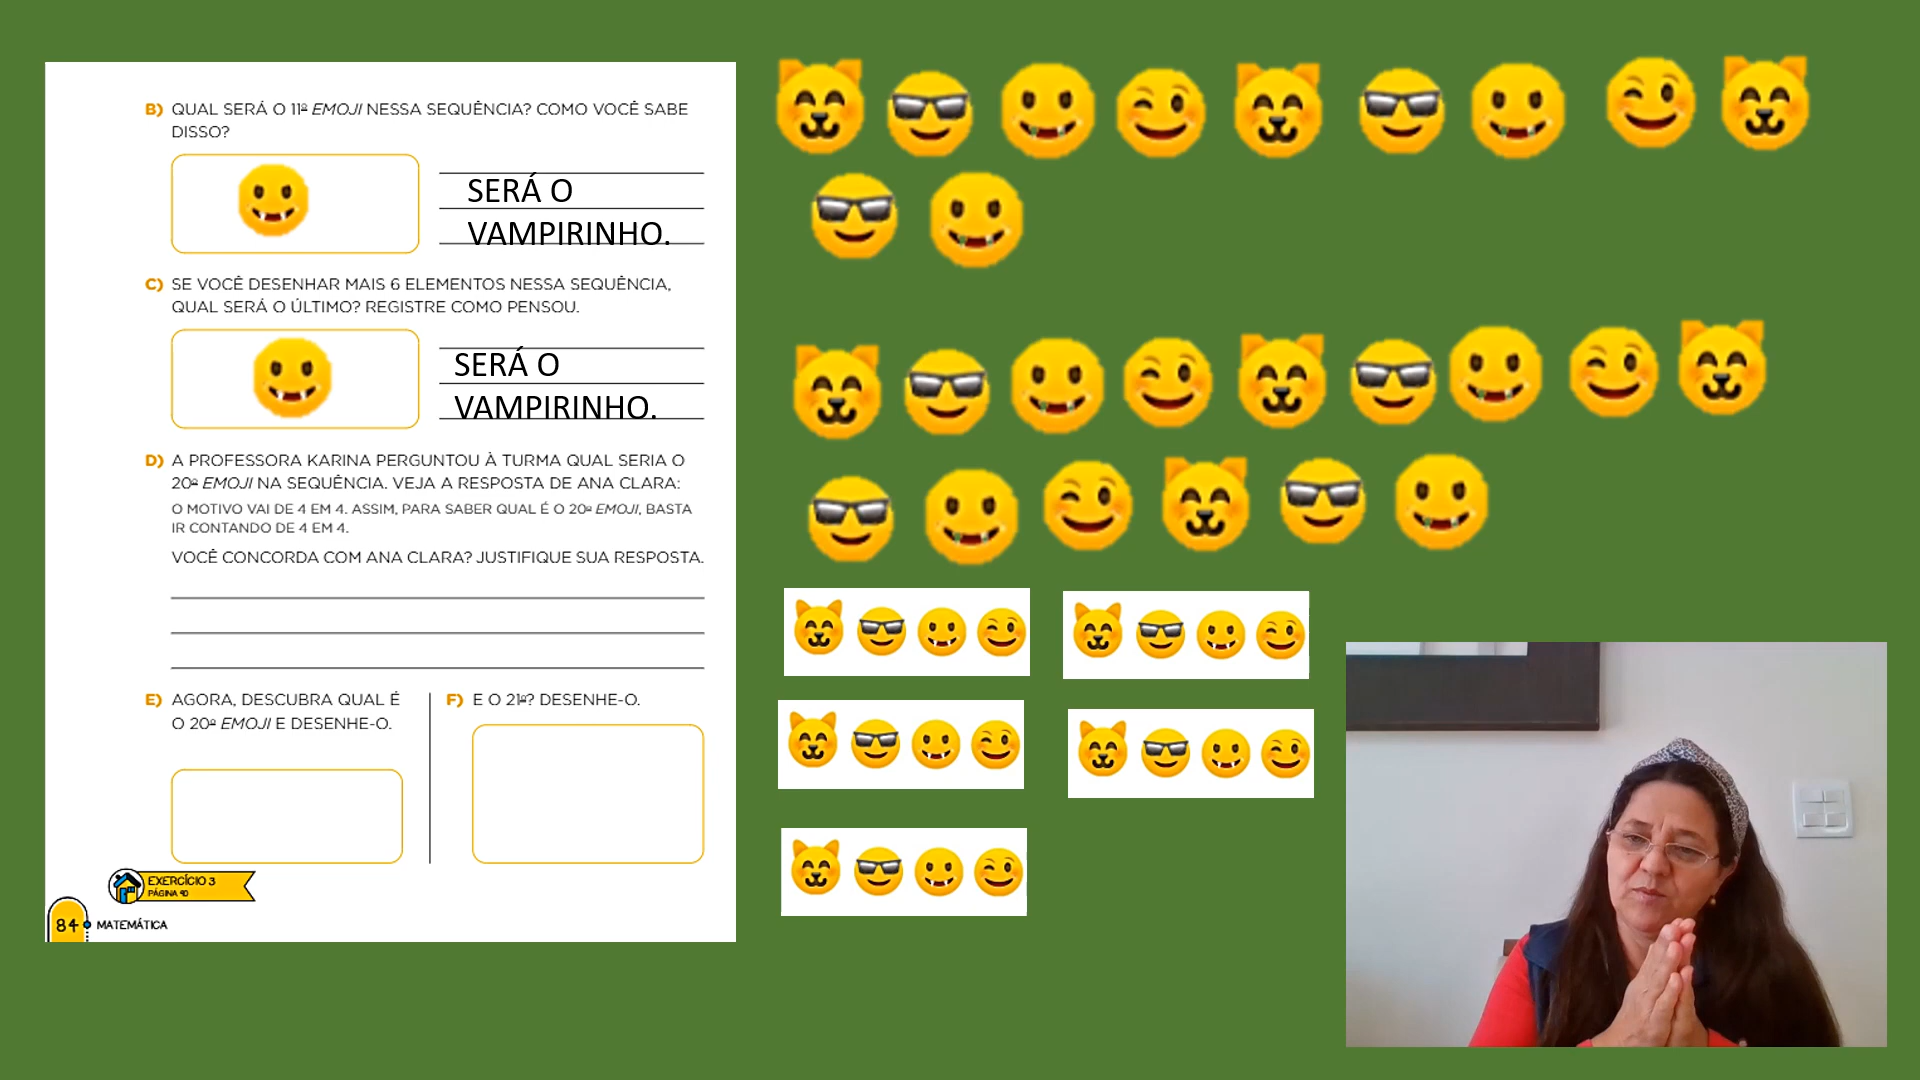 B) QUAL SERÁ O 11º EMOJI NESSA SEQUÊNCIA? COMO VOCÊ SABE
DISSO?
SERÁ O
VAMPIRINHO.
C) SE VOCÊ DESENHAR MAIS 6 ELEMENTOS NESSA SEQUÊNCIA,
QUAL SERÁ O ÚLTIMO? REGISTRE COMO PENSOU.
SERÁ O
VAMPIRINHO.
D) A PROFESSORA KARINA PERGUNTOU À TURMA QUAL SERIA O
20º EMOJI NA SEQUÊNCIA. VEJA A RESPOSTA DE ANA CLARA:
O MOTIVO VAI DE 4 EM 4. ASSIM, PARA SABER QUAL É O 20º EMOJI, BASTA
IR CONTANDO DE 4 EM 4.
VOCÊ CONCORDA COM ANA CLARA? JUSTIFIQUE SUA RESPOSTA.
E) AGORA, DESCUBRA QUAL É
O 20º EMOJI E DESENHE-O.
F) E O 21º? DESENHE-O.
EXERCÍCIO 3
PÁGINA 90
84 MATEMÁTICA